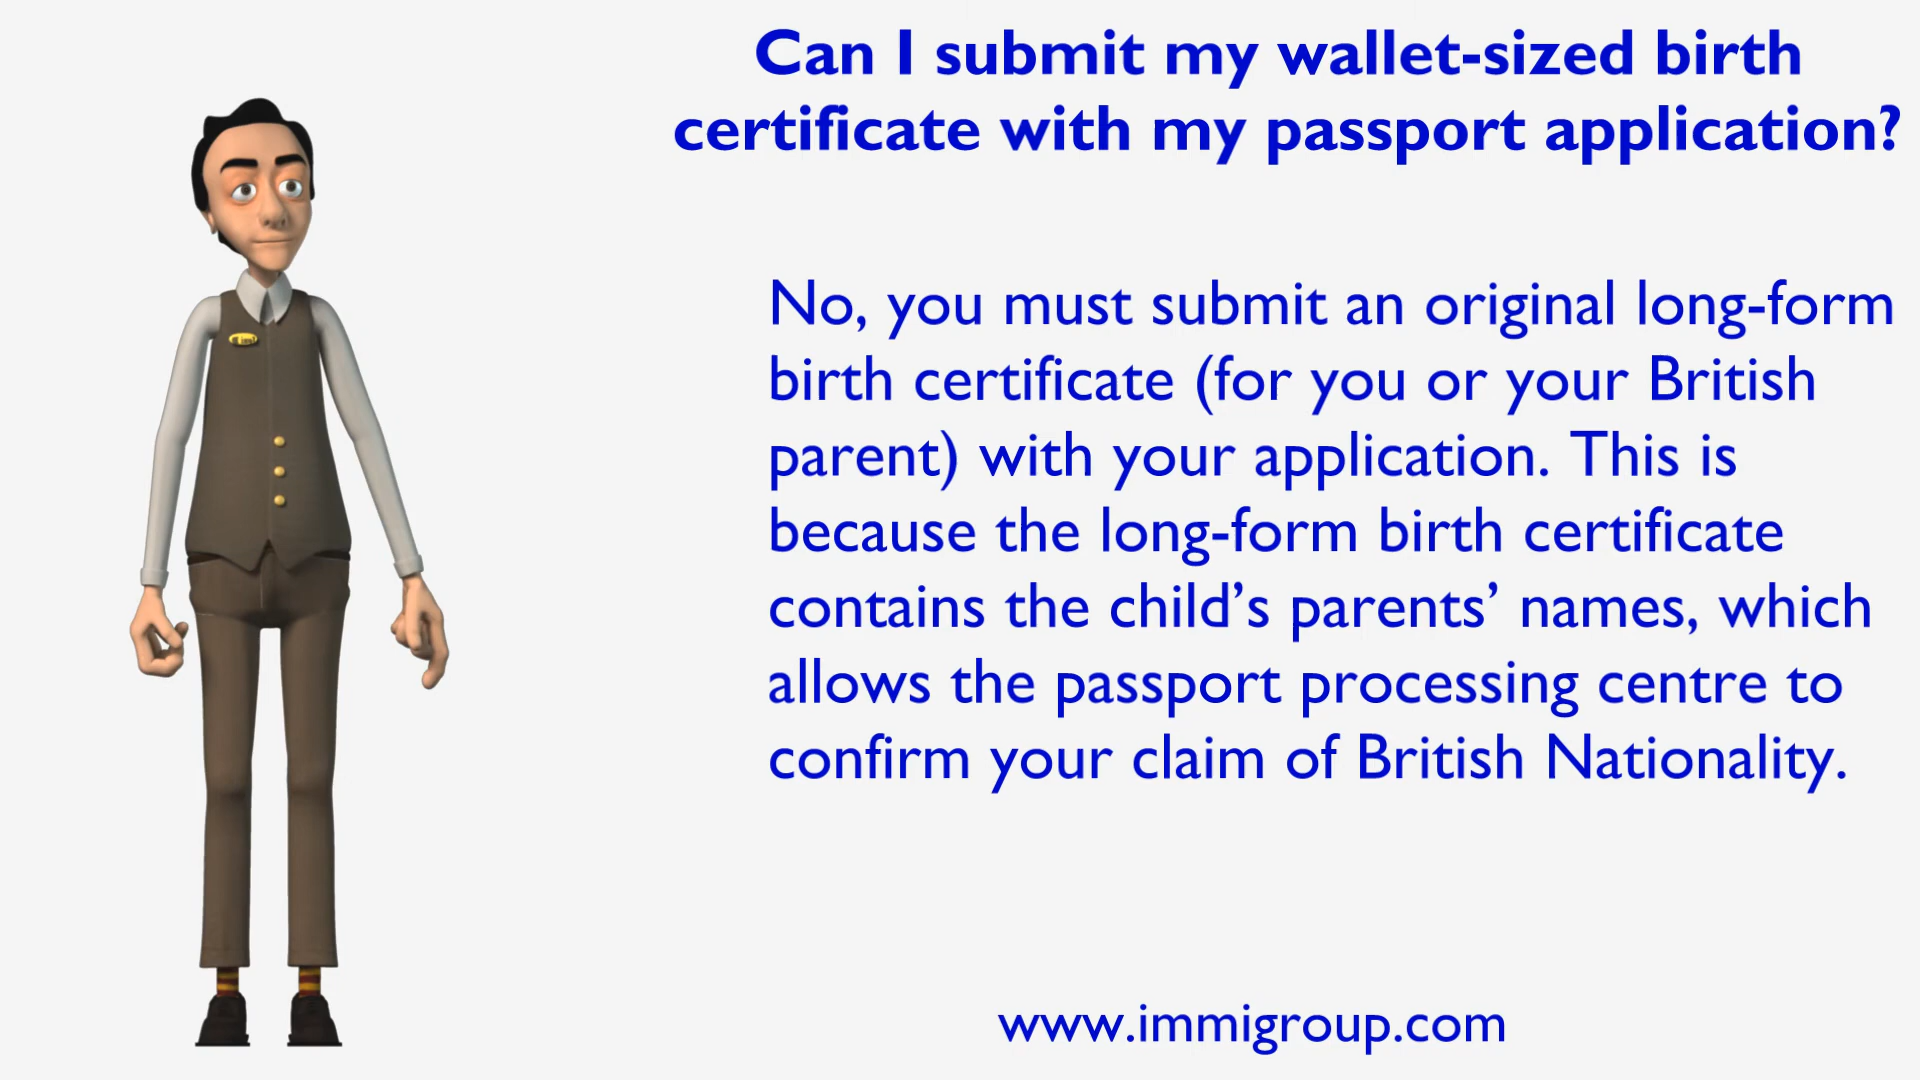 Can I submit my wallet-sized birth
certificate with my passport application?
No, you must submit an original long-form
birth certificate (for you or your British
parent) with your application. This is
because the long-form birth certificate
contains the child’s parents’ names, which
allows the passport processing centre to
confirm your claim of British Nationality.
www.immigroup.com